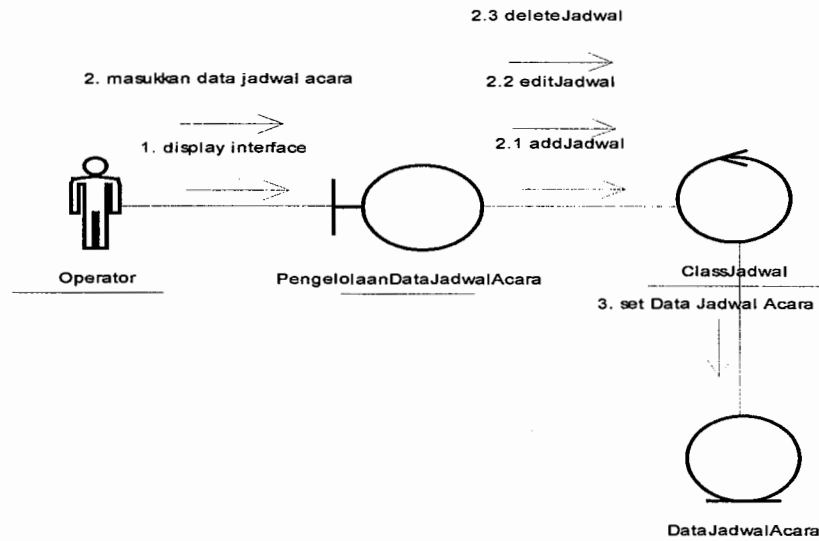 2.3 deleteJadwal
2. masukkan data jadwal acara
2.2 editJadwal
1. display interface
2.1 addJadwal
Operator
PengelolaanDataJadwalAcara
ClassJadwal
3. set Data Jadwal Acara
DataJadwalAcara